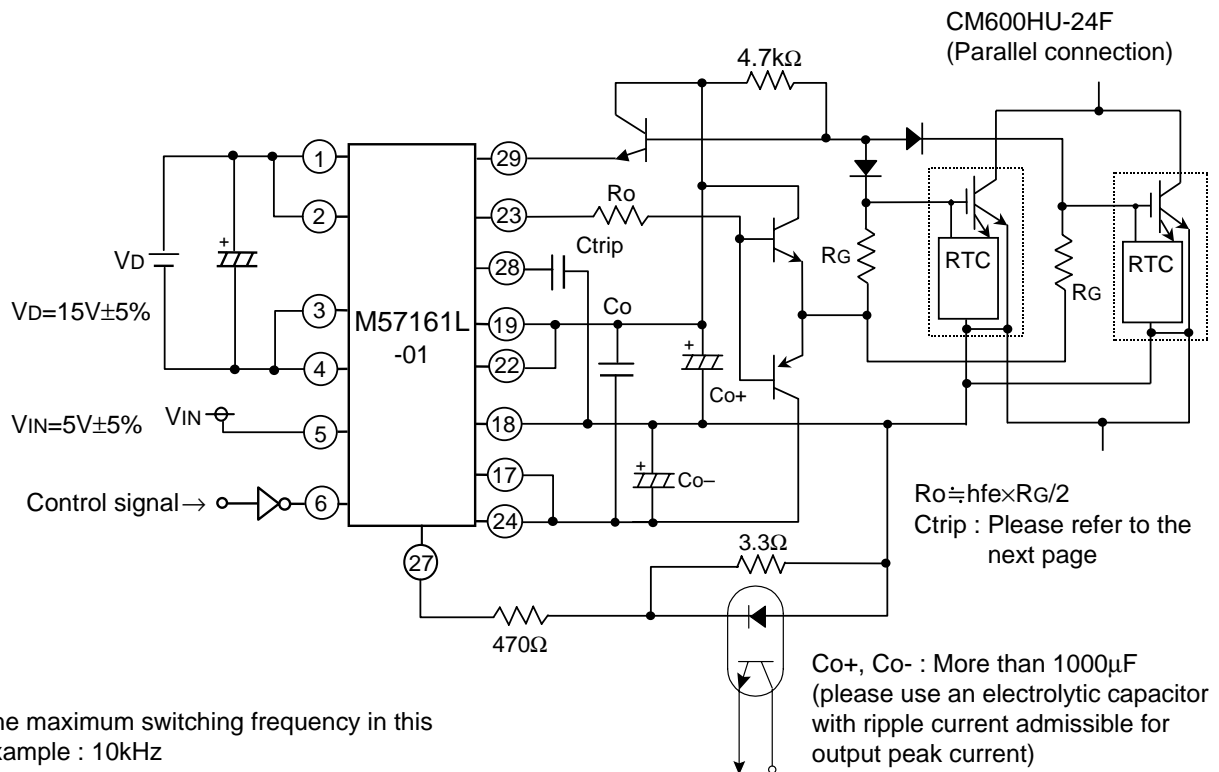 CM600HU-24F
(Parallel connection)
4.7kΩ
1
29
2
23
Ro
28
Ctrip
VD
RG
RTC
RG
RTC
VD=15V±5%
3
M57161L
-01
19
Co
4
22
Co+
VIN=5V±5%
VIN
5
18
17
Co–
Control signal→
6
24
Ro≒hfe×RG/2
Ctrip : Please refer to the
next page
27
3.3Ω
470Ω
Co+, Co- : More than 1000μF
(please use an electrolytic capacitor
with ripple current admissible for
output peak current)
he maximum switching frequency in this
xample : 10kHz